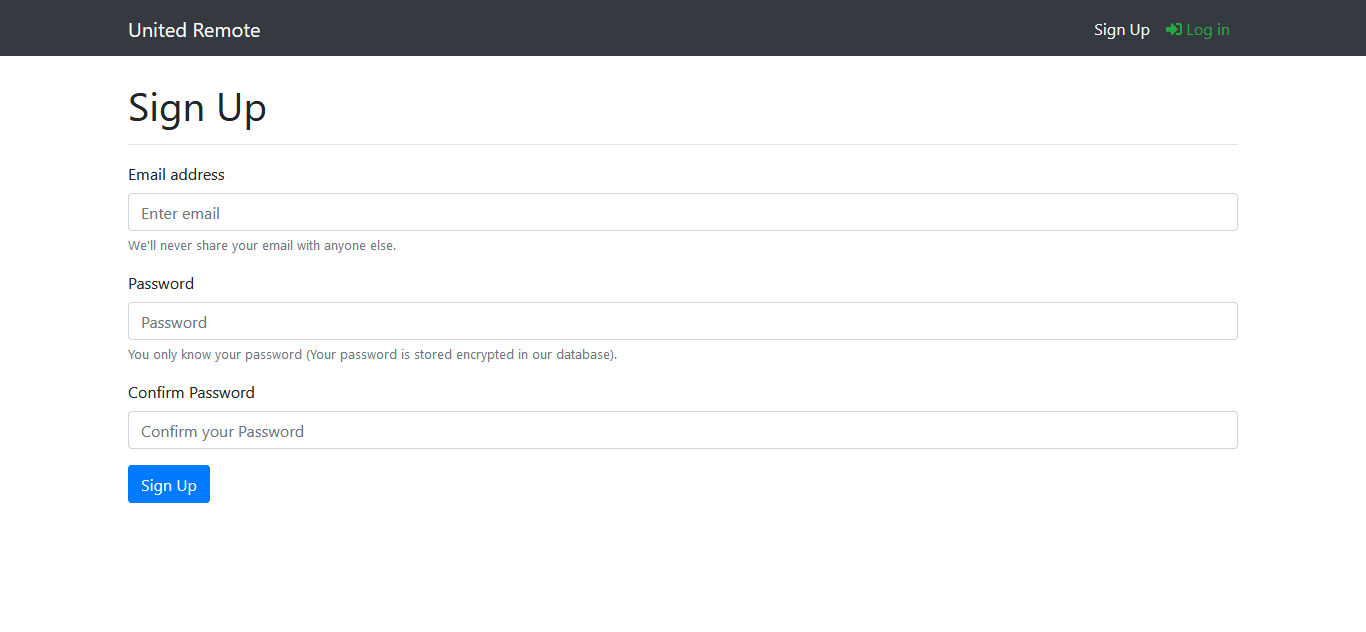 United Remote
Sign Up
Log in
Sign Up
Email address
Enter email
We'll never share your email with anyone else.
Password
Password
You only know your password (Your password is stored encrypted in our database).
Confirm Password
Confirm your Password
Sign Up